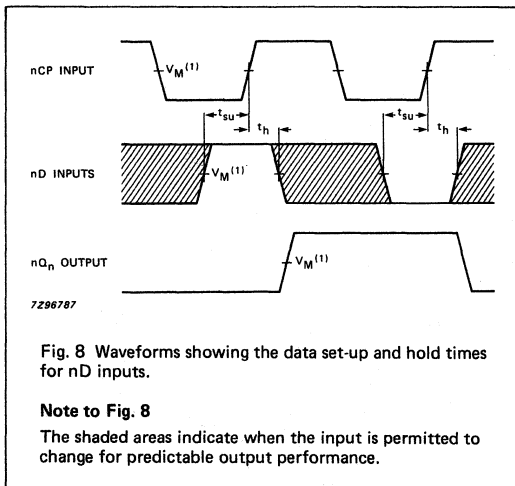 nCP INPUT
V_M (1)
t_su
t_su
t_h
t_h
nD INPUTS
V_M (1)
nQ_n OUTPUT
V_M (1)
7Z96787
Fig. 8 Waveforms showing the data set-up and hold times
for nD inputs.
Note to Fig. 8
The shaded areas indicate when the input is permitted to
change for predictable output performance.